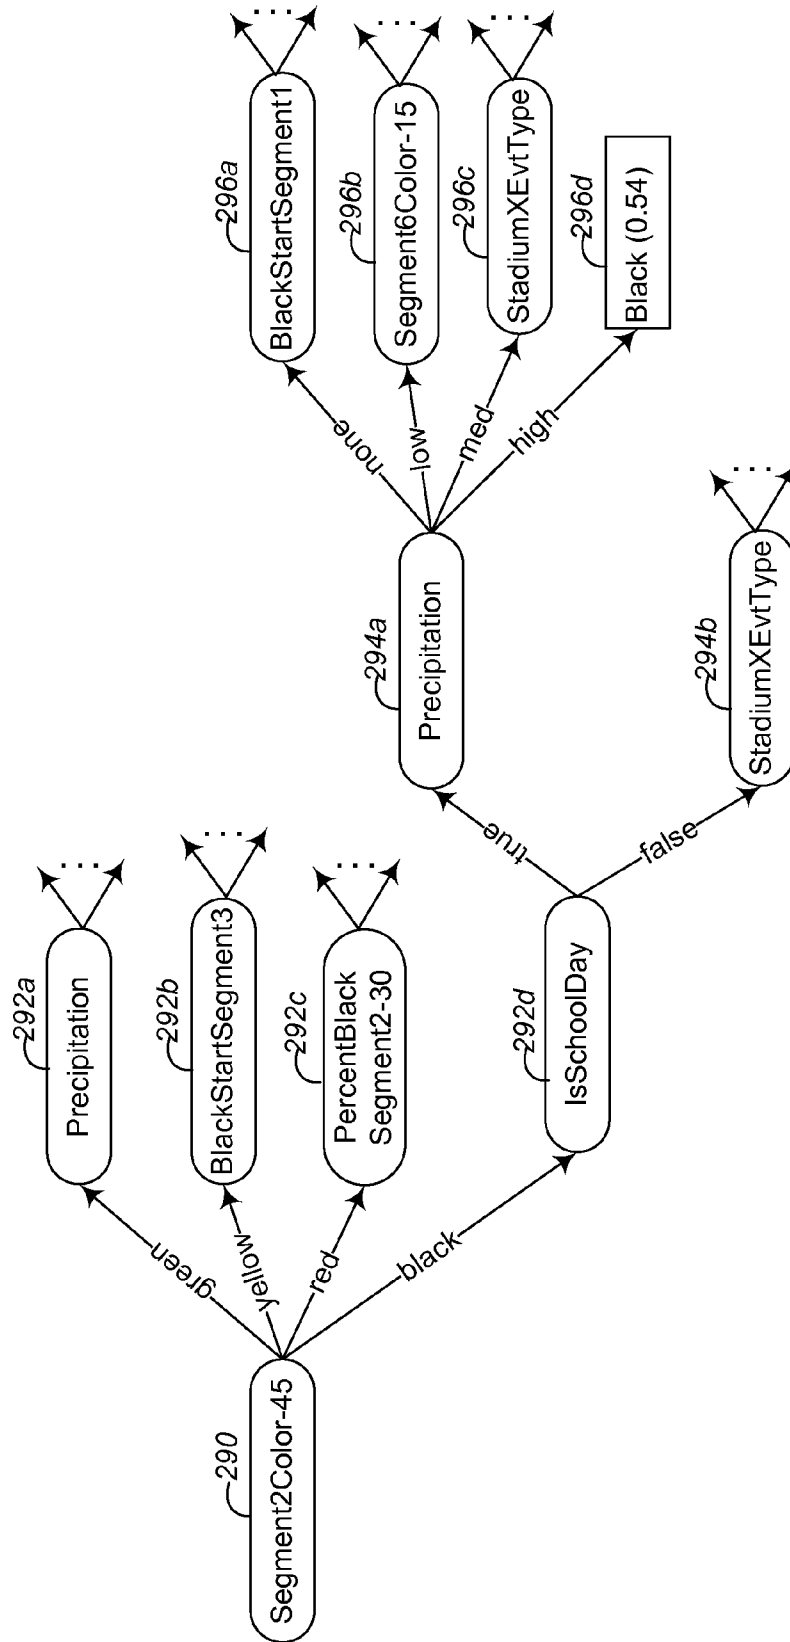 290
Segment2Color-45
green
yellow
red
black
292a
Precipitation
. . .
292b
BlackStartSegment3
. . .
292c
PercentBlack
Segment2-30
. . .
292d
IsSchoolDay
true
false
294a
Precipitation
none
low
med
high
294b
StadiumXEvtType
. . .
296a
BlackStartSegment1
. . .
296b
Segment6Color-15
. . .
296c
StadiumXEvtType
. . .
296d
Black (0.54)